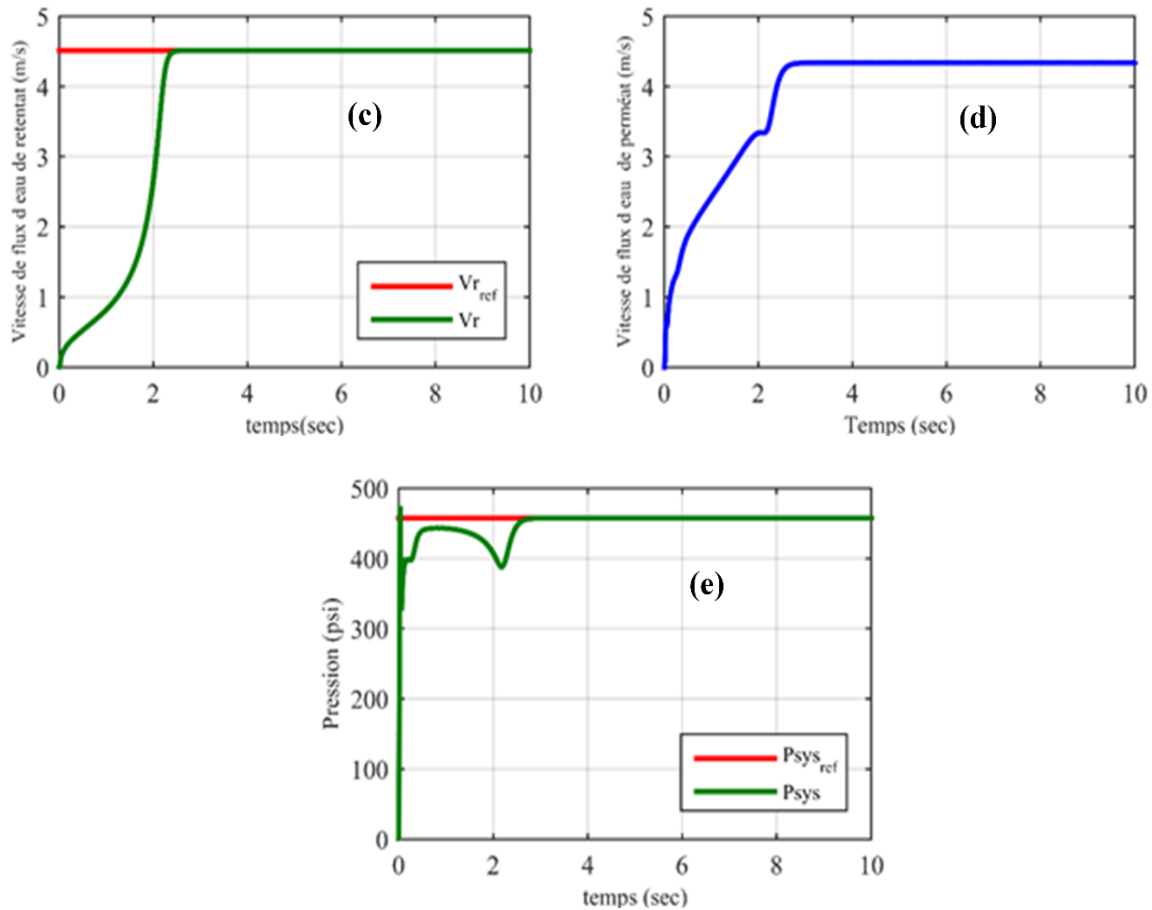 5
4
3
2
1
0
Vitesse de flux d eau de retentat (m/s)
(c)
Vr ref
Vr
0 2 4 6 8 10
temps(sec)
5
4
3
2
1
0
Vitesse de flux d eau de perméat (m/s)
(d)
0 2 4 6 8 10
Temps (sec)
500
400
300
200
100
0
Pression (psi)
(e)
Psys ref
Psys
0 2 4 6 8 10
temps (sec)